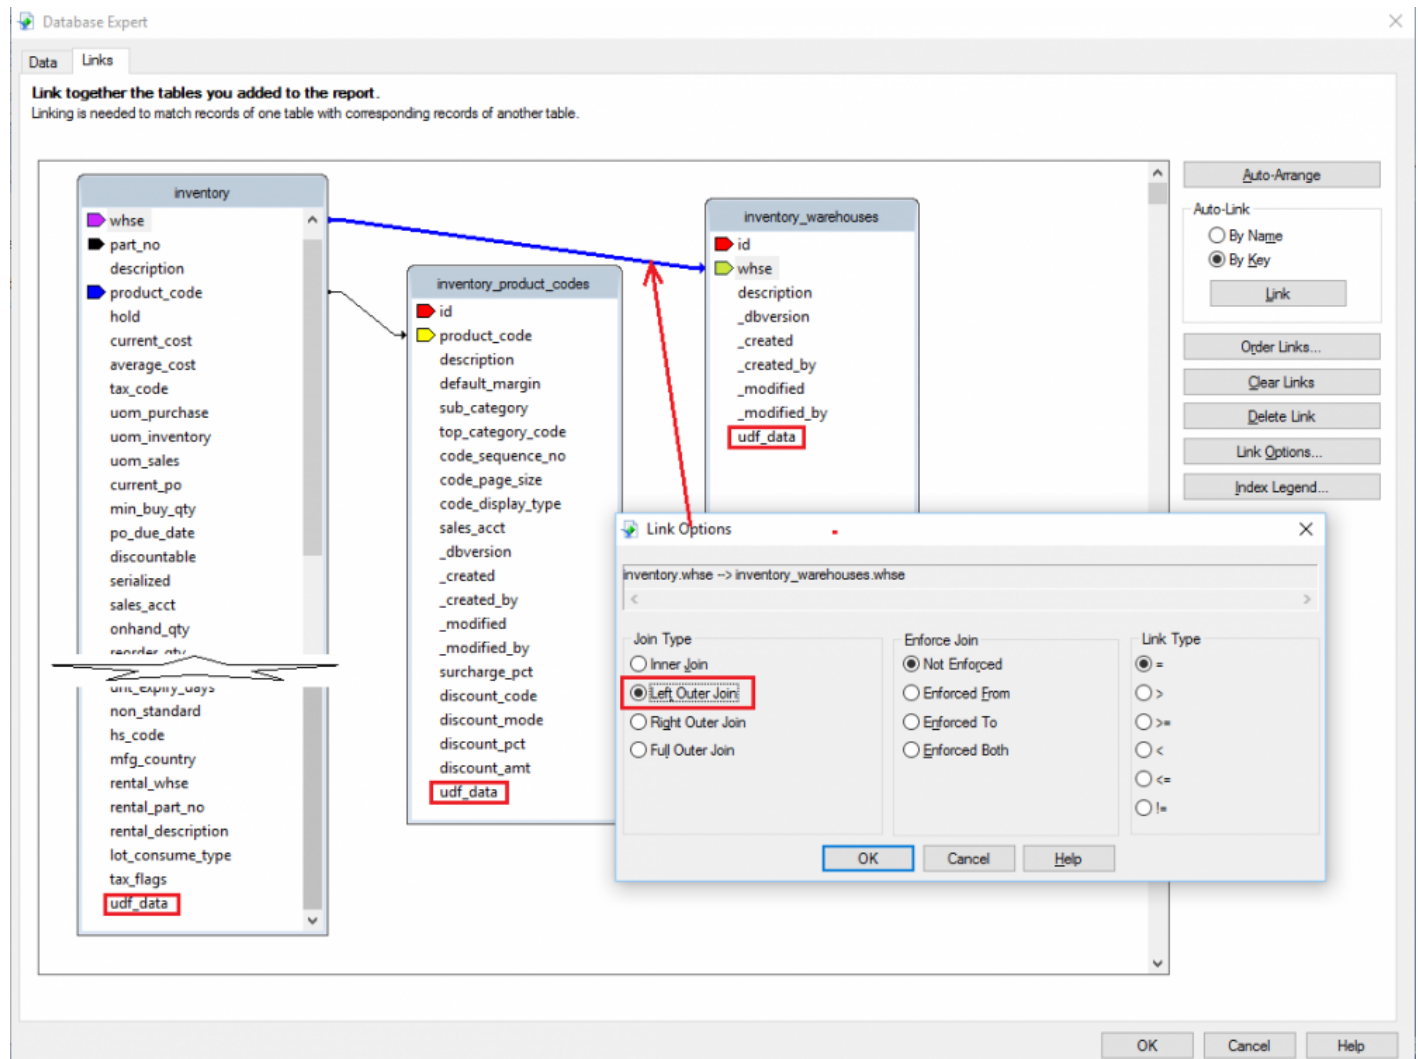 Database Expert
Data
Links
Link together the tables you added to the report.
Linking is needed to match records of one table with corresponding records of another table.
inventory
whse
part_no
description
product_code
hold
current_cost
average_cost
tax_code
uom_purchase
uom_inventory
uom_sales
current_po
min_buy_qty
po_due_date
discountable
serialized
sales_acct
onhand_qty
reorder_qty
unt_expiry_days
non_standard
hs_code
mfg_country
rental_whse
rental_part_no
rental_description
lot_consume_type
tax_flags
udf_data
inventory_product_codes
id
product_code
description
default_margin
sub_category
top_category_code
code_sequence_no
code_page_size
code_display_type
sales_acct
_dbversion
_created
_created_by
_modified
_modified_by
surcharge_pct
discount_code
discount_mode
discount_pct
discount_amt
udf_data
inventory_warehouses
id
whse
description
_dbversion
_created
_created_by
_modified
_modified_by
udf_data
Auto-Arrange
Auto-Link
By Name
By Key
Link
Order Links...
Clear Links
Delete Link
Link Options...
Index Legend...
Link Options
inventory.whse --> inventory_warehouses.whse
Join Type
Inner Join
Left Outer Join
Right Outer Join
Full Outer Join
Enforce Join
Not Enforced
Enforced From
Enforced To
Enforced Both
Link Type
=
>
>=
<
<=
!=
OK
Cancel
Help
OK
Cancel
Help